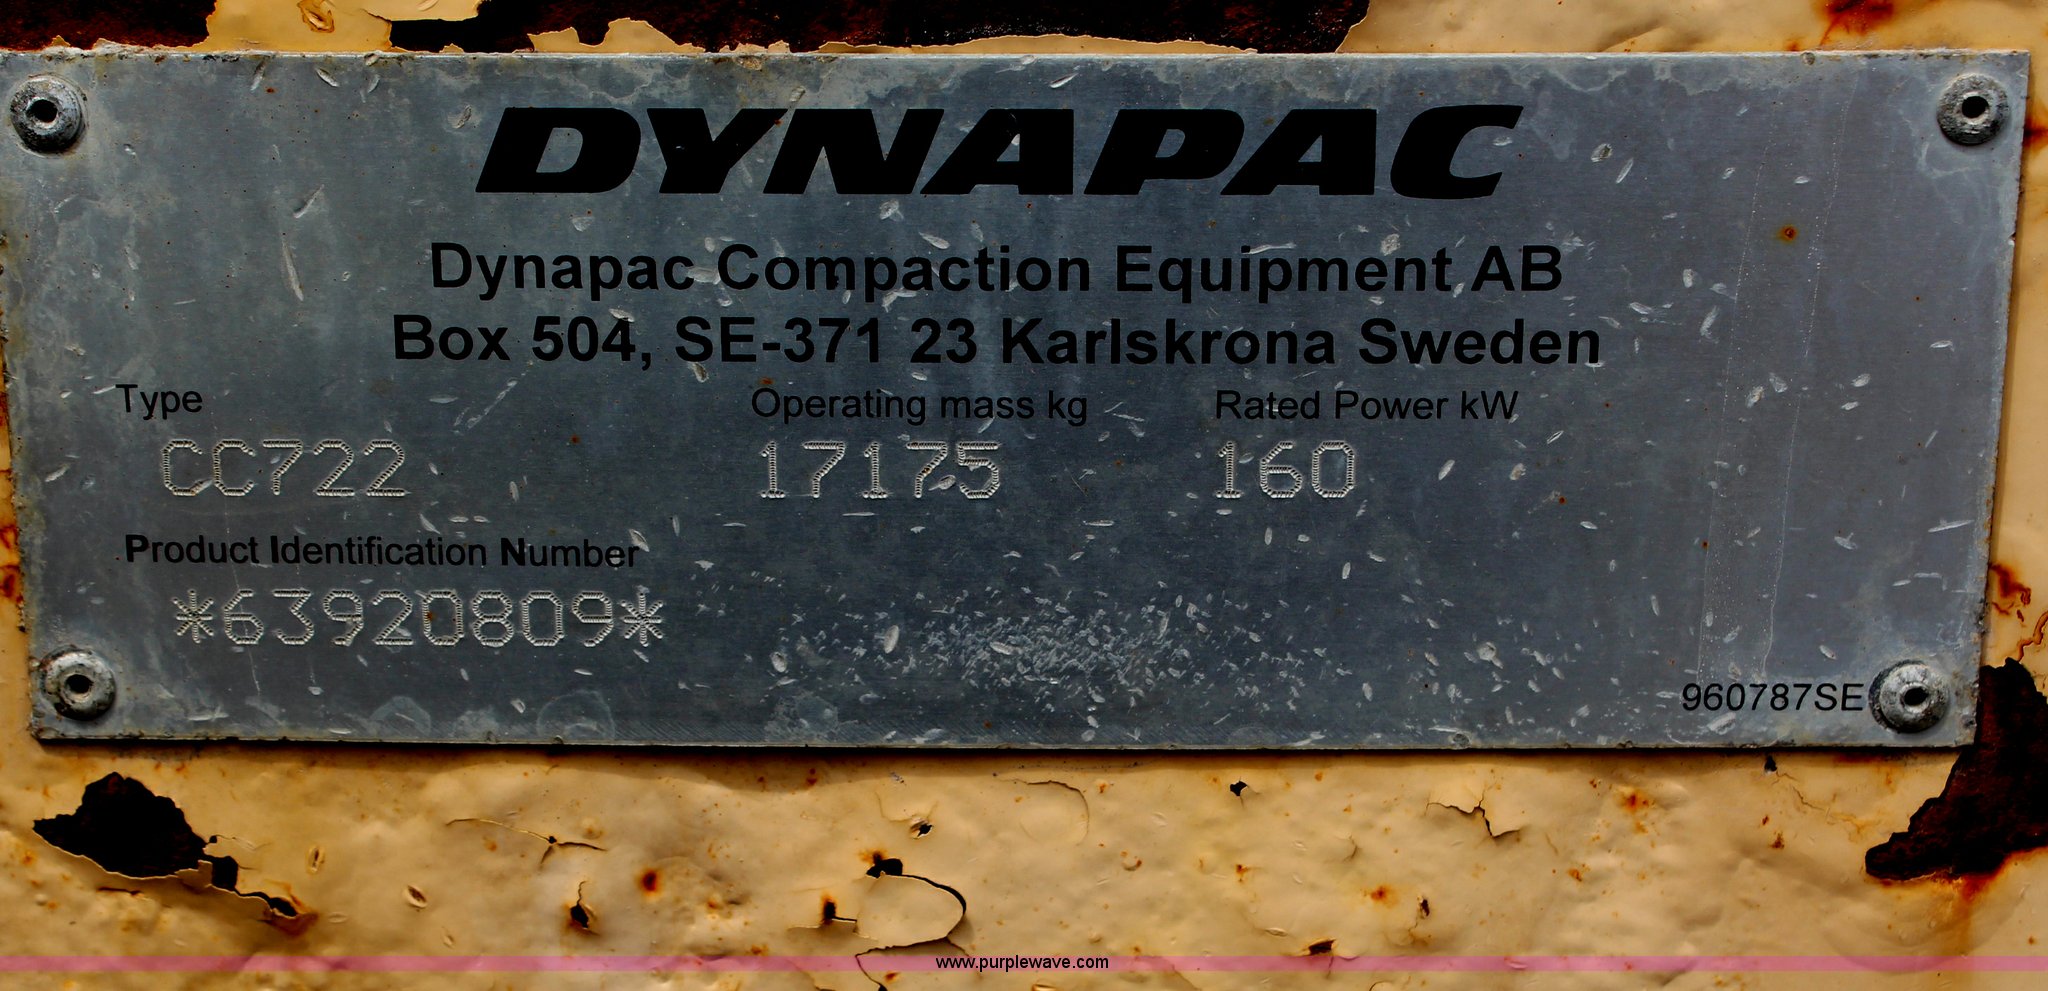 DYNAPAC
Dynapac Compaction Equipment AB
Box 504, SE-371 23 Karlskrona Sweden
Type Operating mass kg Rated Power kW
CC722 17175 160
Product Identification Number
*63920809*
960787SE
www.purplewave.com